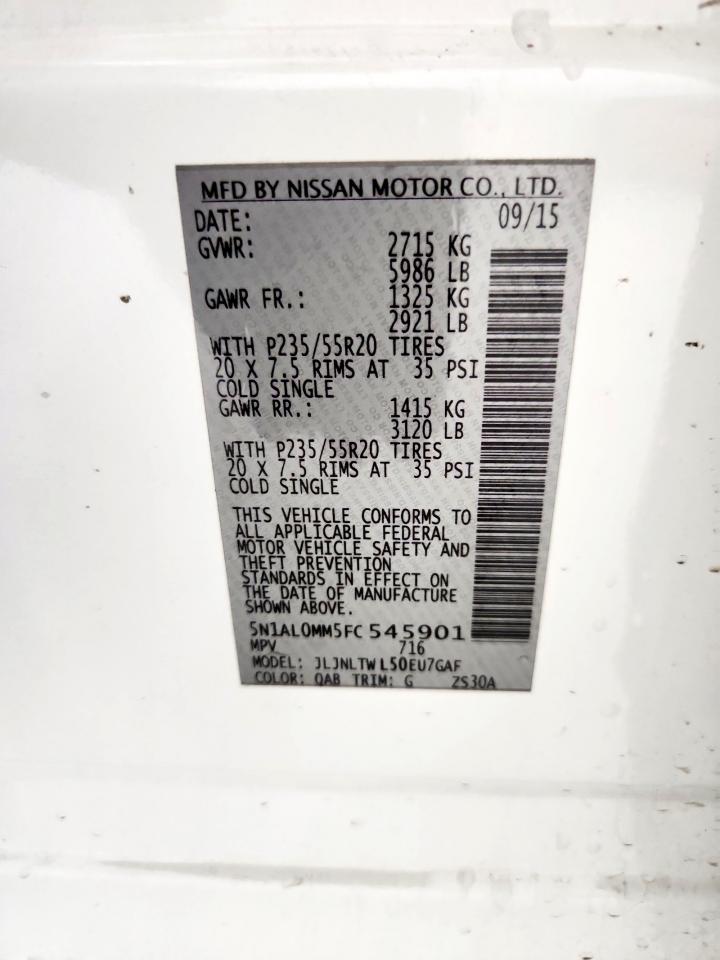 MFD BY NISSAN MOTOR CO., LTD.
DATE: 09/15
GVWR: 2715 KG
5986 LB
GAWR FR.: 1325 KG
2921 LB
WITH P235/55R20 TIRES
20 X 7.5 RIMS AT 35 PSI
COLD SINGLE
GAWR RR.: 1415 KG
3120 LB
WITH P235/55R20 TIRES
20 X 7.5 RIMS AT 35 PSI
COLD SINGLE
THIS VEHICLE CONFORMS TO
ALL APPLICABLE FEDERAL
MOTOR VEHICLE SAFETY AND
THEFT PREVENTION
STANDARDS IN EFFECT ON
THE DATE OF MANUFACTURE
SHOWN ABOVE.
5N1AL0MM5FC545901
MPV 716
MODEL: JLJNLTWL50EU7GAF
COLOR: QAB TRIM: G ZS30A